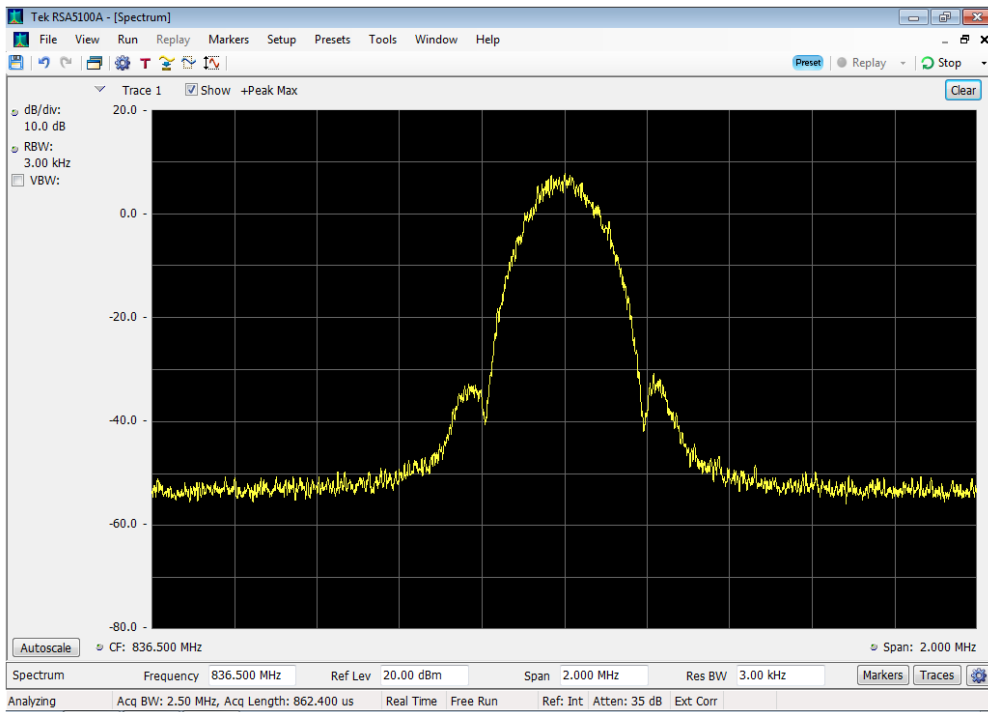 Tek RSA5100A - [Spectrum]
File View Run Replay Markers Setup Presets Tools Window Help
T Preset Replay Stop
Trace 1 Show +Peak Max Clear
dB/div:
10.0 dB
RBW:
3.00 kHz
VBW:
20.0 -
0.0 -
-20.0 -
-40.0 -
-60.0 -
-80.0 -
Autoscale CF: 836.500 MHz Span: 2.000 MHz
Spectrum Frequency 836.500 MHz Ref Lev 20.00 dBm Span 2.000 MHz Res BW 3.00 kHz Markers Traces
Analyzing Acq BW: 2.50 MHz, Acq Length: 862.400 us Real Time Free Run Ref: Int Atten: 35 dB Ext Corr